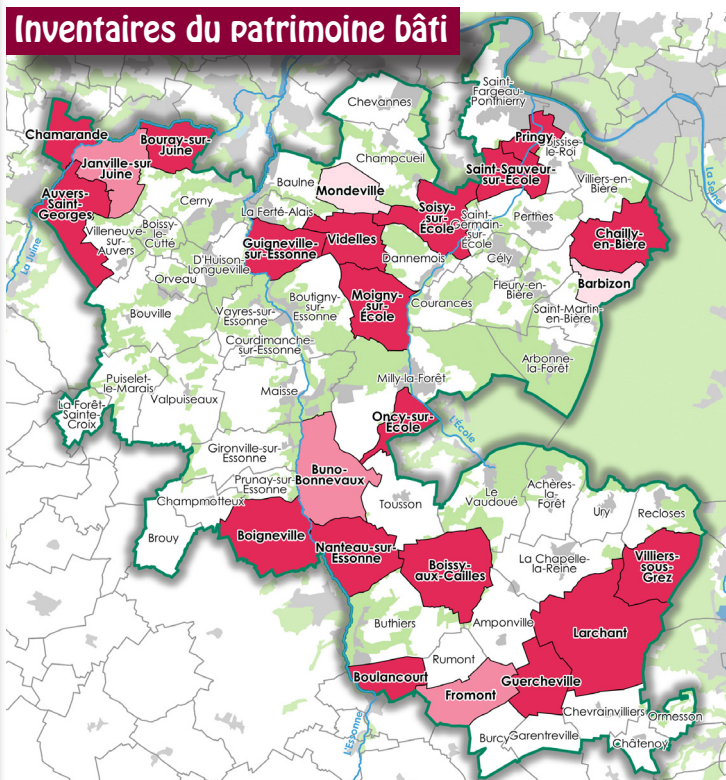 Inventaires du patrimoine bâti
Saint-
Fargeau-
Ponthierry
Chevannes
Chamarande
Bouray-sur-
Juine
Pringy
Boissise-
le-Roi
Janville-sur
Juine
Champcueil
Saint-Sauveur-
sur-École
La Seine
Baulne
Mondeville
Villiers-en-
Bière
Auvers-
Saint-
Georges
Cerny
La Ferté-Alais
Soisy-
sur-
École
Saint-
Germain-
sur-
École
Perthes
Villeneuve-
sur-
Auvers
Boissy-
le-
Cutté
Guigneville-
sur-Essonne
Videlles
Chailly-
en-Bière
La Juine
D'Huison-
Longueville
Dannemois
Cély
Orveau
Fleury-en-
Bière
Barbizon
Bouville
Vayres-sur-
Essonne
Boutigny-
sur-
Essonne
Moigny-
sur-
École
Courances
Saint-Martin-
en-Bière
Courdimanche-
sur-Essonne
Arbonne-
la-Forêt
Puiselet-
le-Marais
Valpuiseaux
Maisse
Milly-la-Forêt
La Forêt-
Sainte-
Croix
Oncy-sur-
École
L'École
Gironville-sur-
Essonne
Buno-
Bonnevaux
Prunay-sur-
Essonne
Champmotteux
Tousson
Le
Vaudoué
Achères-
la-
Forêt
Ury
Recloses
Brouy
Boigneville
Nanteau-sur-
Essonne
Boissy-
aux-Cailles
La Chapelle-
la-Reine
Villiers-
sous-
Grez
Buthiers
Amponville
Larchant
Rumont
Boulancourt
Fromont
Guercheville
Chevrainvilliers
Ormesson
L'Essonne
Burcy
Garentreville
Châtenoy